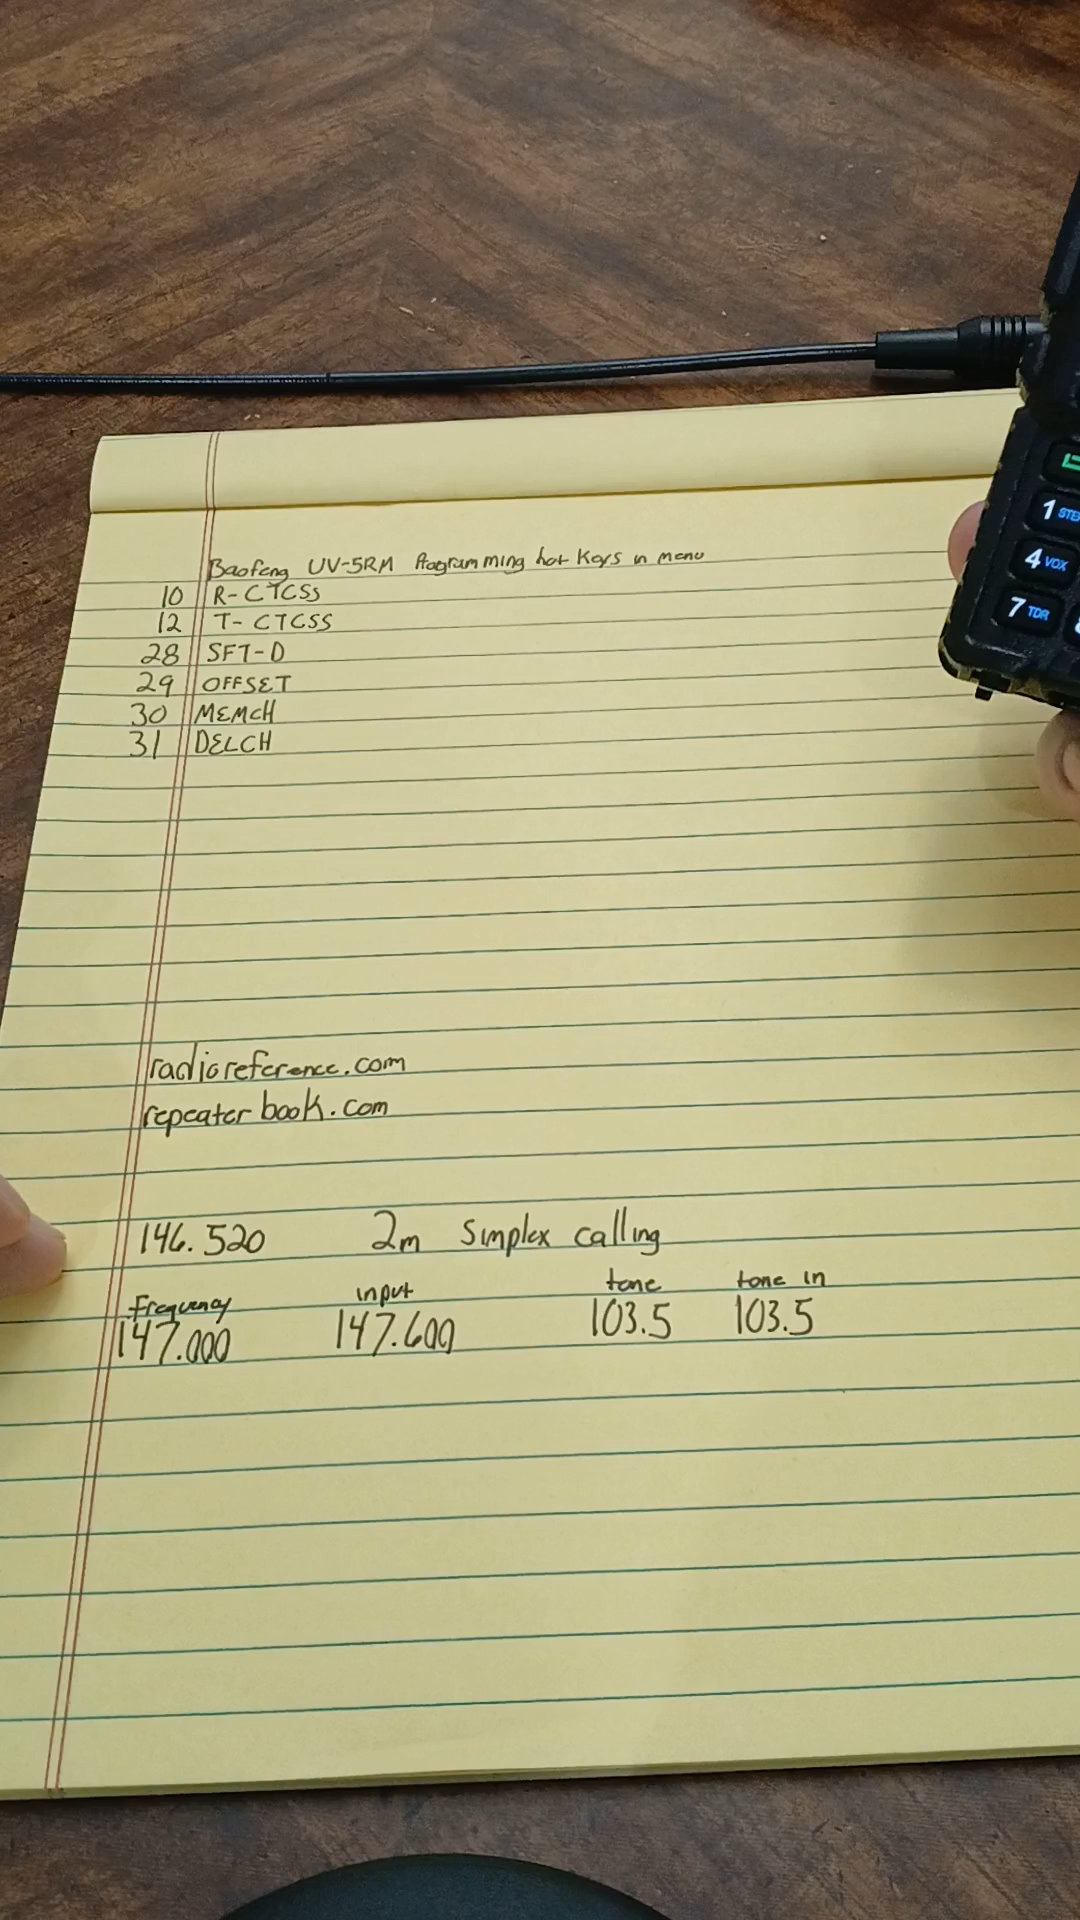 Baofeng UV-5RM Programming hot Keys in menu
10 R-CTCSS
12 T-CTCSS
28 SFT-D
29 OFFSET
30 MEMCH
31 DELCH
radioreference.com
repeaterbook.com
146.520 2m Simplex calling
frequency input tone tone in
147.000 147.600 103.5 103.5
1 STE
4 VOX
7 TDR